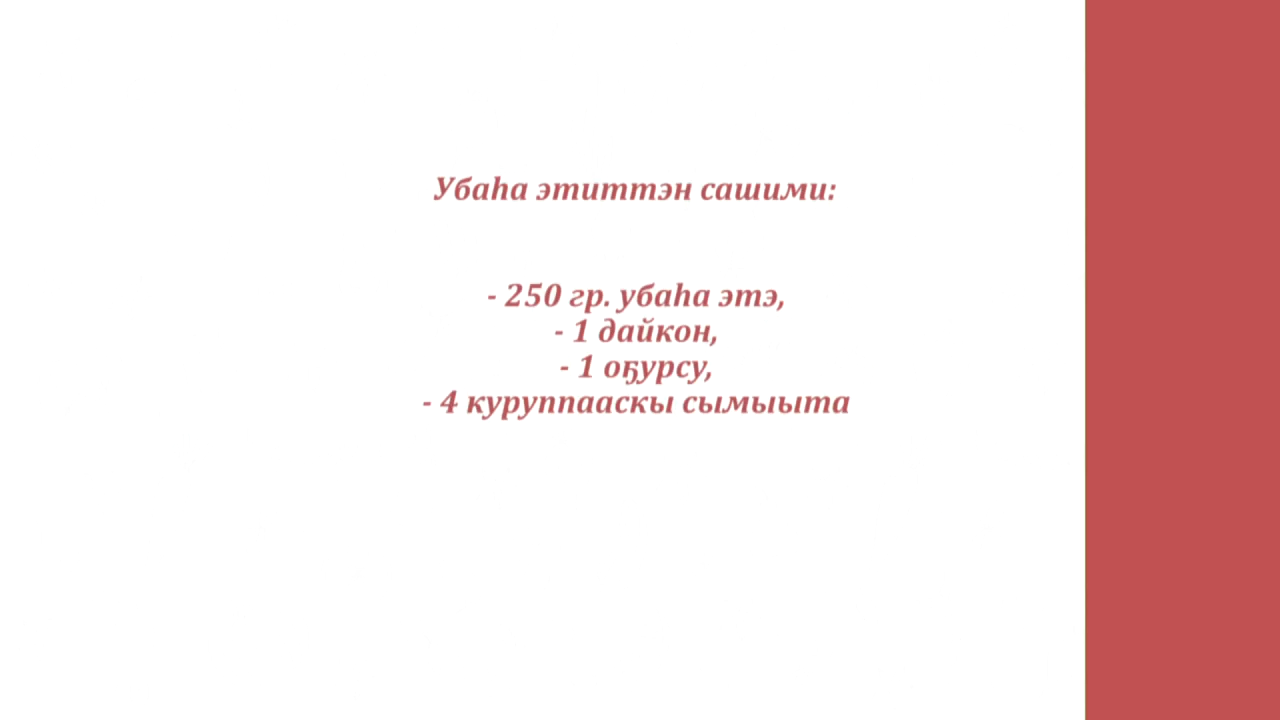 Убаһа этиттэн сашими:
- 250 гр. убаһа этэ,
- 1 дайкон,
- 1 оҕурсу,
- 4 куруппааскы сымыыта